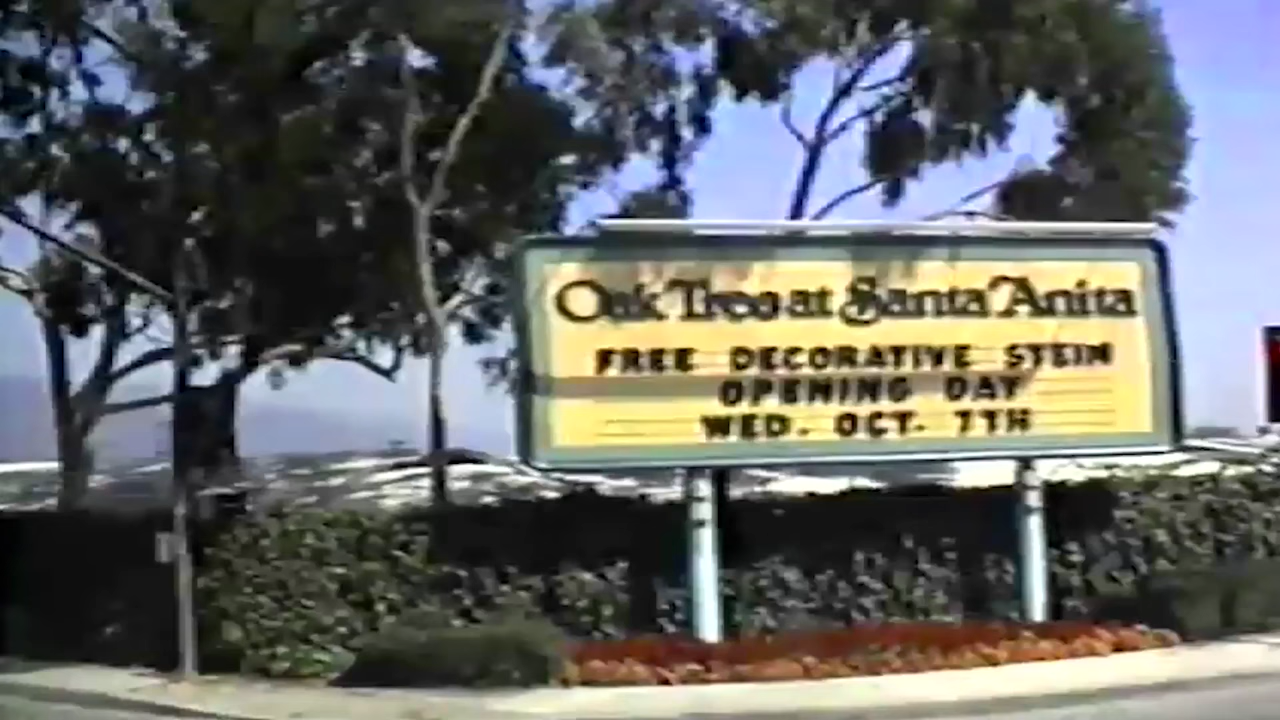 Oak Tree at Santa Anita
FREE DECORATIVE STEIN
OPENING DAY
WED. OCT. 7TH